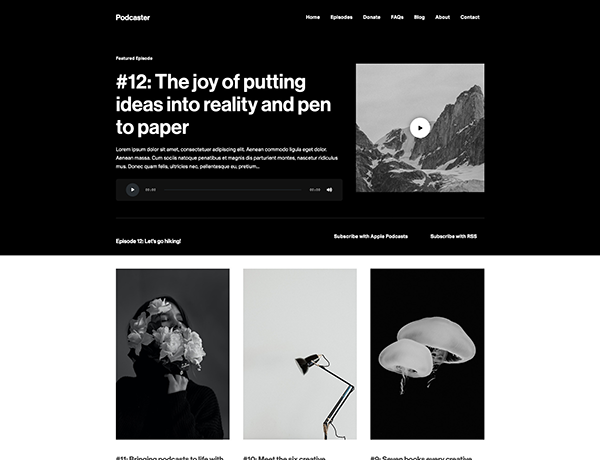 Podcaster
Home Episodes Donate FAQs Blog About Contact
Featured Episode
#12: The joy of putting
ideas into reality and pen
to paper
Lorem ipsum dolor sit amet, consectetuer adipiscing elit. Aenean commodo ligula eget dolor.
Aenean massa. Cum sociis natoque penatibus et magnis dis parturient montes, nascetur ridiculus
mus. Donec quam felis, ultricies nec, pellentesque eu, pretium...
00:00 00:00
Episode 12: Let's go hiking!
Subscribe with Apple Podcasts Subscribe with RSS
#11: Bringing podcasts to life with
#10: Meet the six creative
#9: Seven books every creative